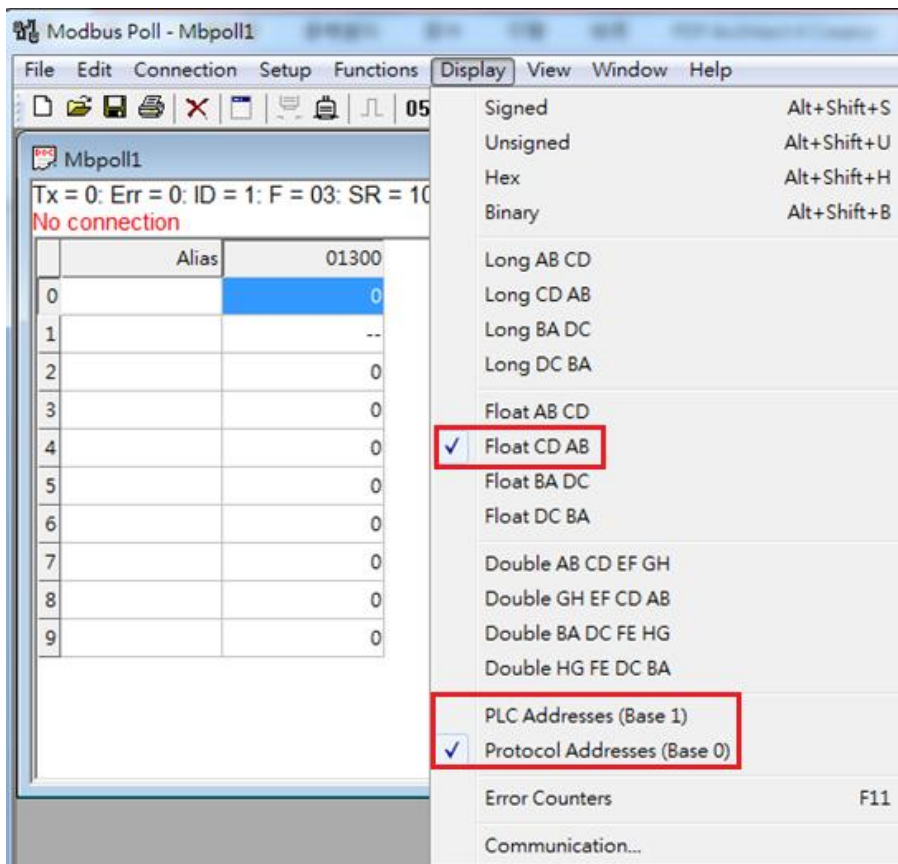 Modbus Poll - Mbpoll1
File Edit Connection Setup Functions Display View Window Help
05
Mbpoll1
Tx = 0: Err = 0: ID = 1: F = 03: SR = 10
No connection
Alias 01300
0 0
1 --
2 0
3 0
4 0
5 0
6 0
7 0
8 0
9 0
Signed Alt+Shift+S
Unsigned Alt+Shift+U
Hex Alt+Shift+H
Binary Alt+Shift+B
Long AB CD
Long CD AB
Long BA DC
Long DC BA
Float AB CD
✓ Float CD AB
Float BA DC
Float DC BA
Double AB CD EF GH
Double GH EF CD AB
Double BA DC FE HG
Double HG FE DC BA
PLC Addresses (Base 1)
✓ Protocol Addresses (Base 0)
Error Counters F11
Communication...